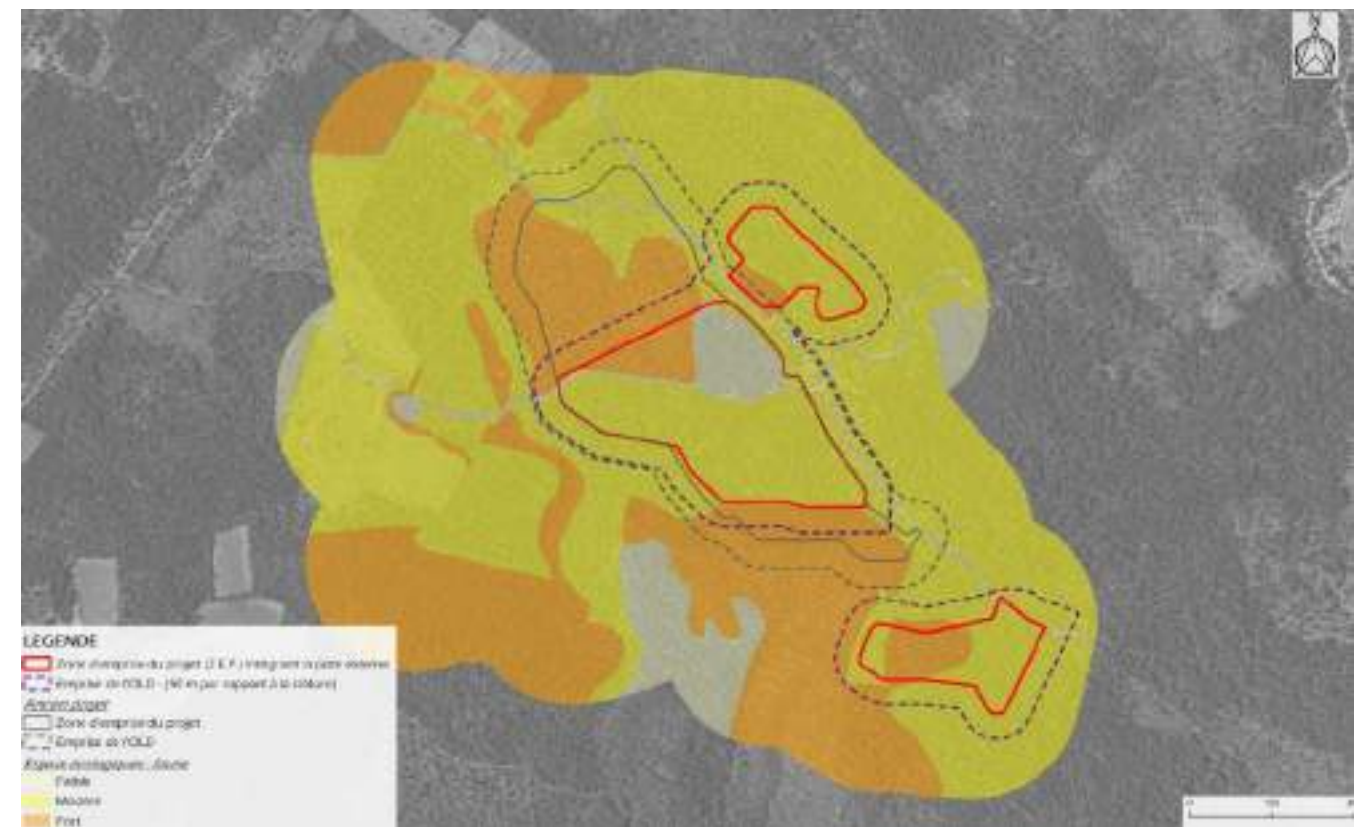 LEGENDE
Zone d'emprise du projet (Z.E.P.) intégrant la piste externe
Emprise de l'OLD - (50 m par rapport à la clôture)
Ancien projet
Zone d'emprise du projet
Emprise de l'OLD
Enjeux écologiques : faune
Faible
Modéré
Fort